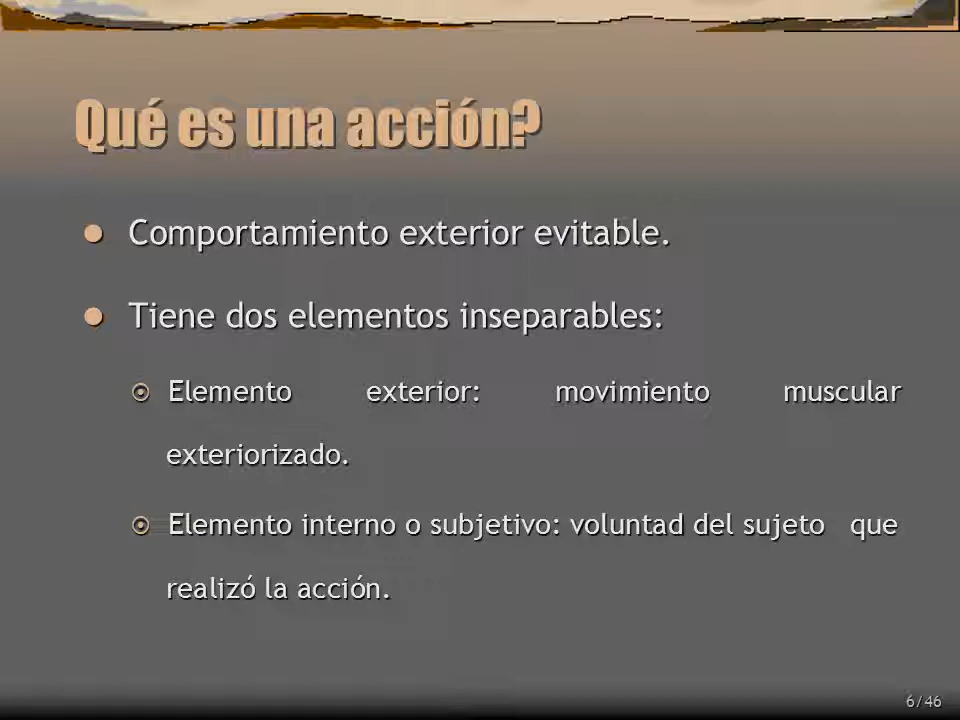 Qué es una acción?
Comportamiento exterior evitable.
Tiene dos elementos inseparables:
Elemento exterior: movimiento muscular
exteriorizado.
Elemento interno o subjetivo: voluntad del sujeto que
realizó la acción.
6/46